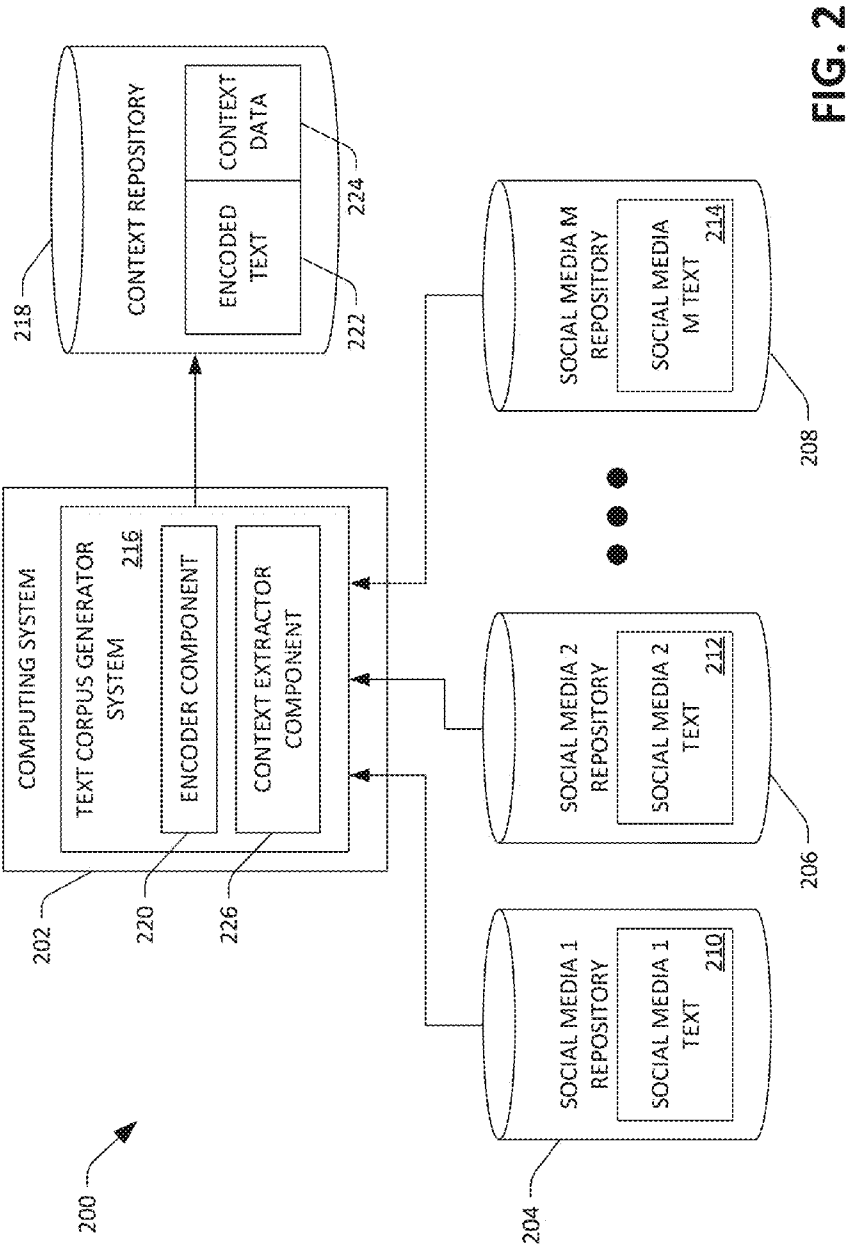 200
COMPUTING SYSTEM
202
TEXT CORPUS GENERATOR
SYSTEM
216
220
ENCODER COMPONENT
226
CONTEXT EXTRACTOR
COMPONENT
218
CONTEXT REPOSITORY
ENCODED
TEXT
CONTEXT
DATA
222
224
SOCIAL MEDIA 1
REPOSITORY
SOCIAL MEDIA 1
TEXT
210
204
SOCIAL MEDIA 2
REPOSITORY
SOCIAL MEDIA 2
TEXT
212
206
SOCIAL MEDIA M
REPOSITORY
SOCIAL MEDIA
M TEXT
214
208
FIG. 2